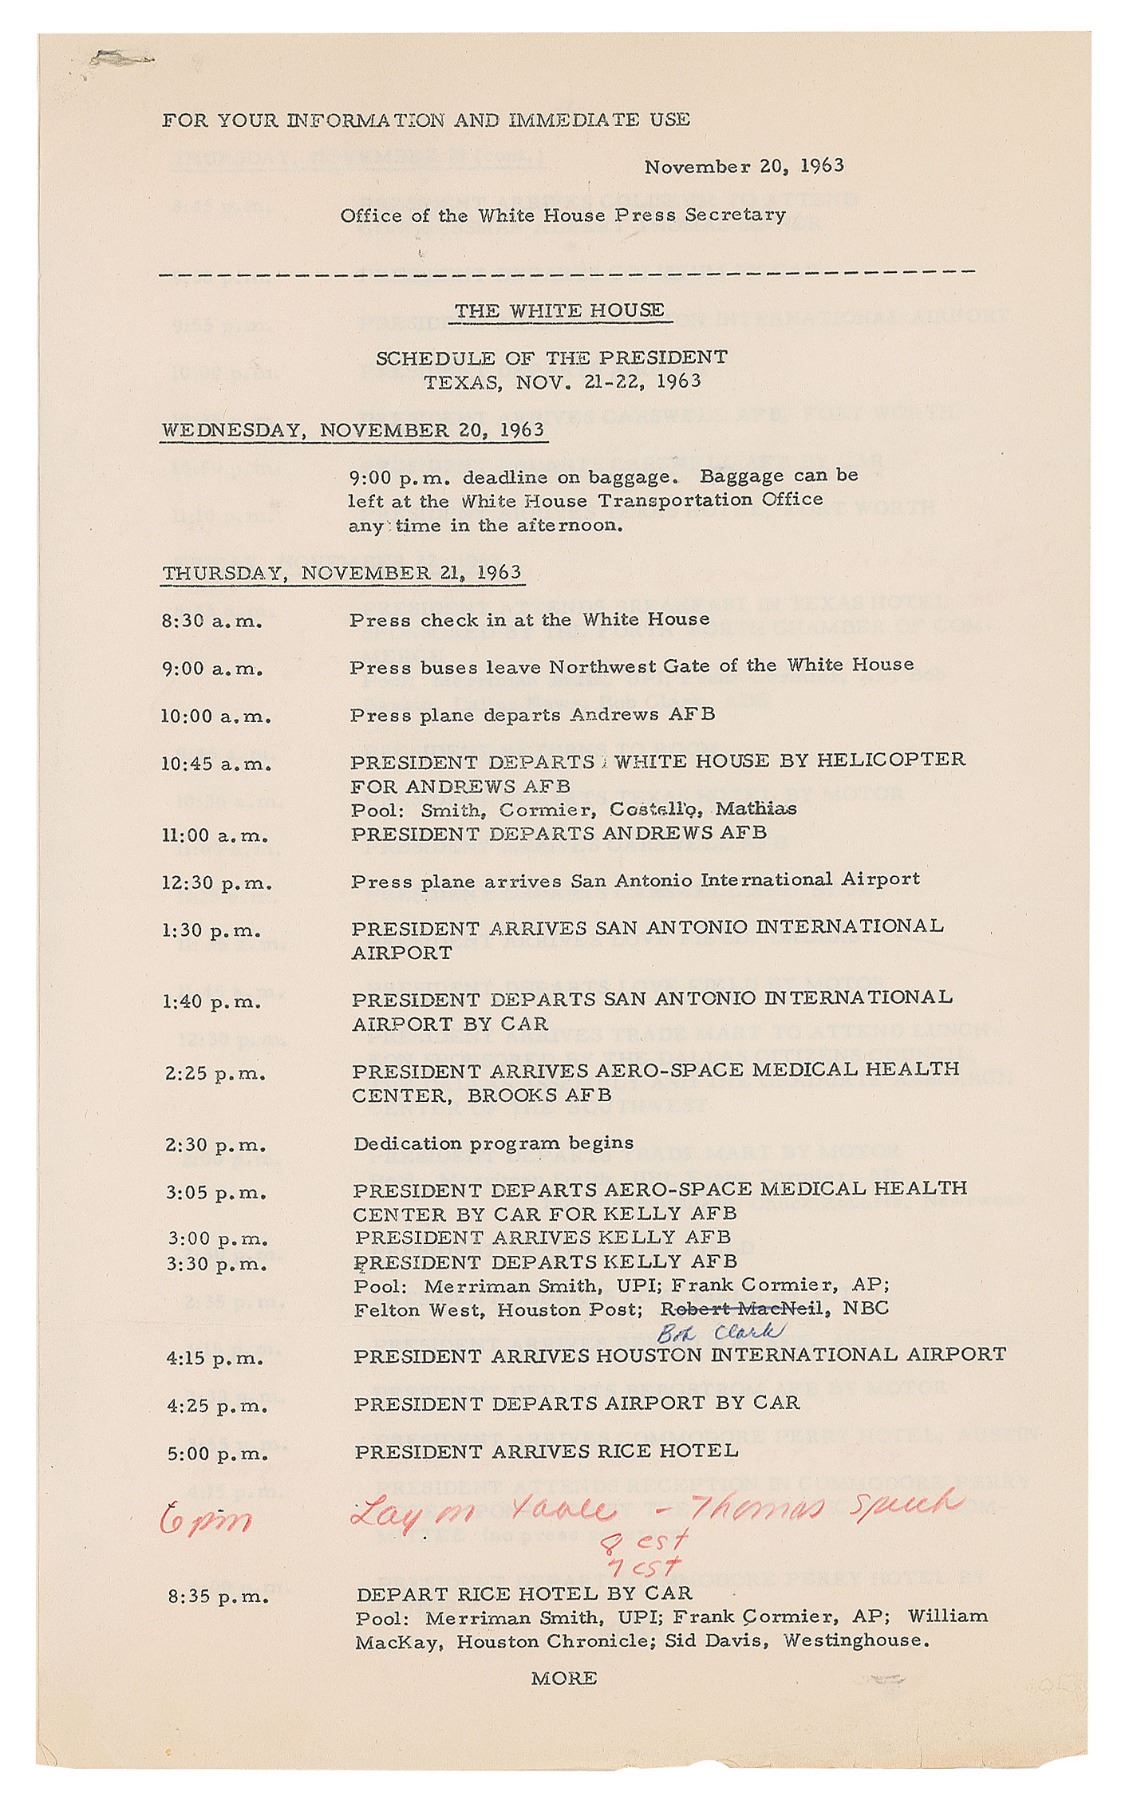 FOR YOUR INFORMATION AND IMMEDIATE USE
November 20, 1963
Office of the White House Press Secretary
THE WHITE HOUSE
SCHEDULE OF THE PRESIDENT
TEXAS, NOV. 21-22, 1963
WEDNESDAY, NOVEMBER 20, 1963
9:00 p.m. deadline on baggage. Baggage can be
left at the White House Transportation Office
any time in the afternoon.
THURSDAY, NOVEMBER 21, 1963
8:30 a.m. Press check in at the White House
9:00 a.m. Press buses leave Northwest Gate of the White House
10:00 a.m. Press plane departs Andrews AFB
10:45 a.m. PRESIDENT DEPARTS WHITE HOUSE BY HELICOPTER
FOR ANDREWS AFB
Pool: Smith, Cormier, Costello, Mathias
11:00 a.m. PRESIDENT DEPARTS ANDREWS AFB
12:30 p.m. Press plane arrives San Antonio International Airport
1:30 p.m. PRESIDENT ARRIVES SAN ANTONIO INTERNATIONAL
AIRPORT
1:40 p.m. PRESIDENT DEPARTS SAN ANTONIO INTERNATIONAL
AIRPORT BY CAR
2:25 p.m. PRESIDENT ARRIVES AERO-SPACE MEDICAL HEALTH
CENTER, BROOKS AFB
2:30 p.m. Dedication program begins
3:05 p.m. PRESIDENT DEPARTS AERO-SPACE MEDICAL HEALTH
CENTER BY CAR FOR KELLY AFB
3:00 p.m. PRESIDENT ARRIVES KELLY AFB
3:30 p.m. PRESIDENT DEPARTS KELLY AFB
Pool: Merriman Smith, UPI; Frank Cormier, AP;
Felton West, Houston Post; Robert MacNeil, NBC
Bob Clark
4:15 p.m. PRESIDENT ARRIVES HOUSTON INTERNATIONAL AIRPORT
4:25 p.m. PRESIDENT DEPARTS AIRPORT BY CAR
5:00 p.m. PRESIDENT ARRIVES RICE HOTEL
6 pm Lay on table - Thomas speech
8 est
7 cst
8:35 p.m. DEPART RICE HOTEL BY CAR
Pool: Merriman Smith, UPI; Frank Cormier, AP; William
MacKay, Houston Chronicle; Sid Davis, Westinghouse.
MORE